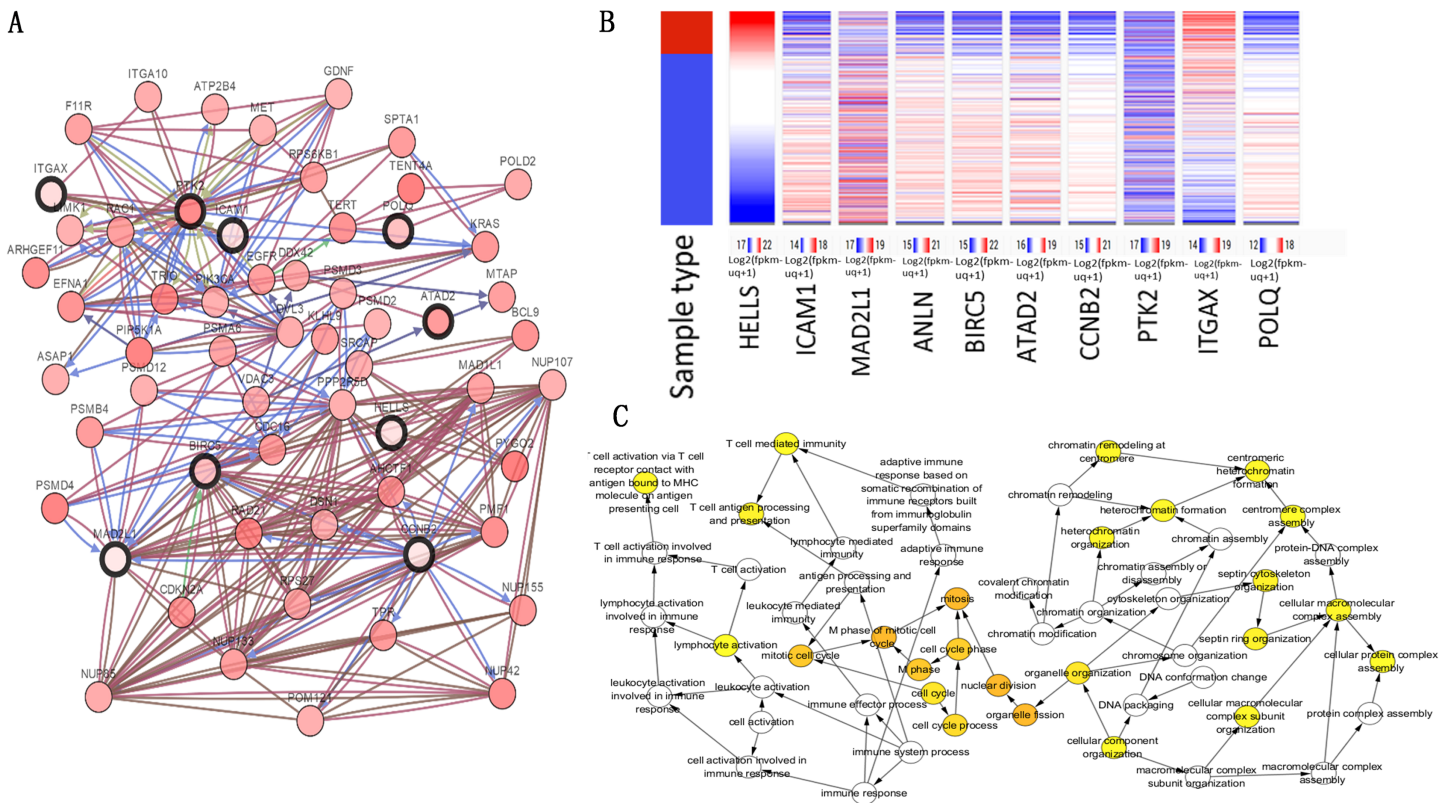 A
ITGA10
ATP2B4
GDNF
F11R
MET
SPTA1
ITGAX
RPS6KB1
TENT4A
POLD2
PTK2
LIMK1
RAC1
ICAM1
TERT
POLQ
KRAS
ARHGEF11
EGFR
DDX42
EFNA1
TRIO
PIK3CA
PSMD3
MTAP
PIP5K1A
PSMA6
DVL3
KLHL9
PSMD2
ATAD2
BCL9
ASAP1
PSMD12
SRCAP
VDAC3
PPP2R5D
MAD1L1
NUP107
PSMB4
HELLS
BIRC5
CDC16
PYGO2
AHCTF1
PSMD4
RAD21
DSN1
PMF1
MAD2L1
CCNB2
CDKN2A
RPS27
NUP155
TPR
NUP133
NUP85
NUP42
POM121
B
17 22
14 18
17 19
15 21
15 22
16 19
15 21
17 19
14 19
12 18
Log2(fpkm-uq+1)
Log2(fpkm-uq+1)
Log2(fpkm-uq+1)
Log2(fpkm-uq+1)
Log2(fpkm-uq+1)
Log2(fpkm-uq+1)
Log2(fpkm-uq+1)
Log2(fpkm-uq+1)
Log2(fpkm-uq+1)
Log2(fpkm-uq+1)
Sample type
HELLS
ICAM1
MAD2L1
ANLN
BIRC5
ATAD2
CCNB2
PTK2
ITGAX
POLQ
C
T cell mediated immunity
cell activation via T cell
receptor contact with
antigen bound to MHC
molecule on antigen
presenting cell
T cell antigen processing
and presentation
adaptive immune
response based on
somatic recombination of
immune receptors built
from immunoglobulin
superfamily domains
T cell activation involved
in immune response
lymphocyte mediated
immunity
adaptive immune
response
T cell activation
antigen processing and
presentation
lymphocyte activation
involved in immune
response
leukocyte mediated
immunity
mitosis
M phase of mitotic cell
cycle
lymphocyte activation
mitotic cell cycle
cell cycle phase
M phase
leukocyte activation
involved in immune
response
leukocyte activation
cell cycle
nuclear division
immune effector process
cell activation
cell cycle process
organelle fission
cell activation involved in
immune response
immune system process
immune response
chromatin remodeling at
centromere
centromeric
heterochromatin
formation
chromatin remodeling
heterochromatin formation
centromere complex
assembly
heterochromatin
organization
chromatin assembly
protein-DNA complex
assembly
chromatin assembly or
disassembly
covalent chromatin
modification
septin cytoskeleton
organization
cytoskeleton organization
chromatin organization
cellular macromolecular
complex assembly
chromatin modification
septin ring organization
chromosome organization
cellular protein complex
assembly
organelle organization
DNA conformation change
DNA packaging
cellular macromolecular
complex subunit
organization
protein complex assembly
cellular component
organization
macromolecular complex
subunit organization
macromolecular complex
assembly